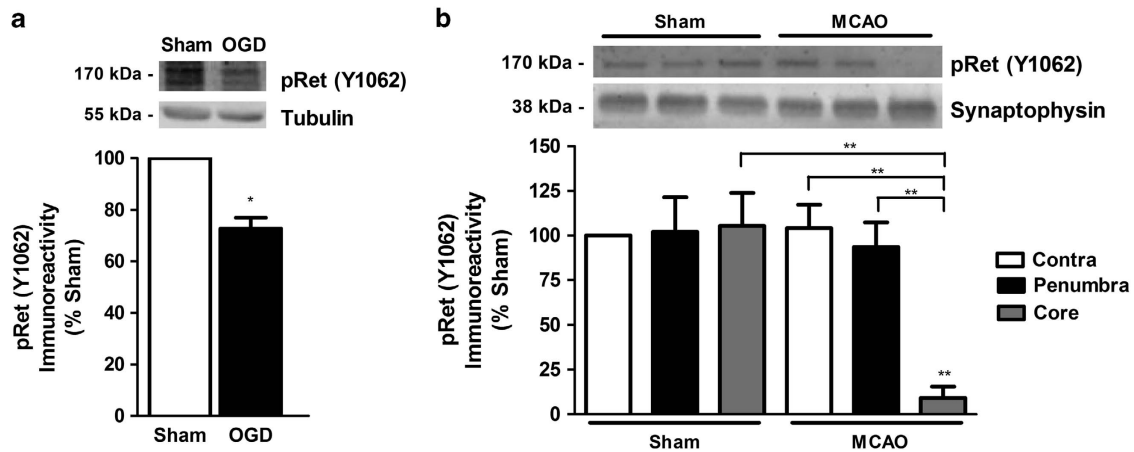 a
Sham OGD
170 kDa -
pRet (Y1062)
55 kDa -
Tubulin
pRet (Y1062)
Immunoreactivity
(% Sham)
100
80
60
40
20
0
*
Sham
OGD
b
Sham
MCAO
170 kDa -
pRet (Y1062)
38 kDa -
Synaptophysin
pRet (Y1062)
Immunoreactivity
(% Sham)
150
125
100
75
50
25
0
**
**
**
**
Contra
Penumbra
Core
Sham
MCAO